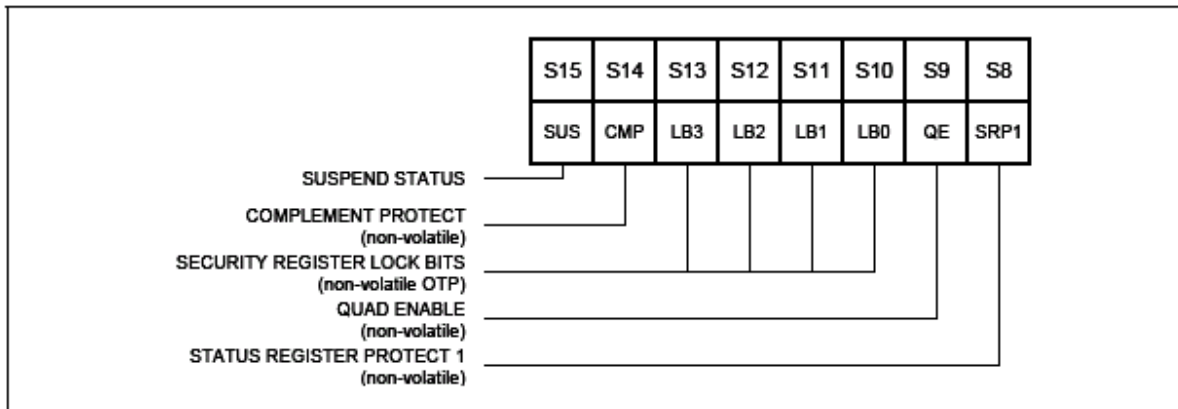 S15 S14 S13 S12 S11 S10 S9 S8
SUS CMP LB3 LB2 LB1 LB0 QE SRP1
SUSPEND STATUS
COMPLEMENT PROTECT
(non-volatile)
SECURITY REGISTER LOCK BITS
(non-volatile OTP)
QUAD ENABLE
(non-volatile)
STATUS REGISTER PROTECT 1
(non-volatile)